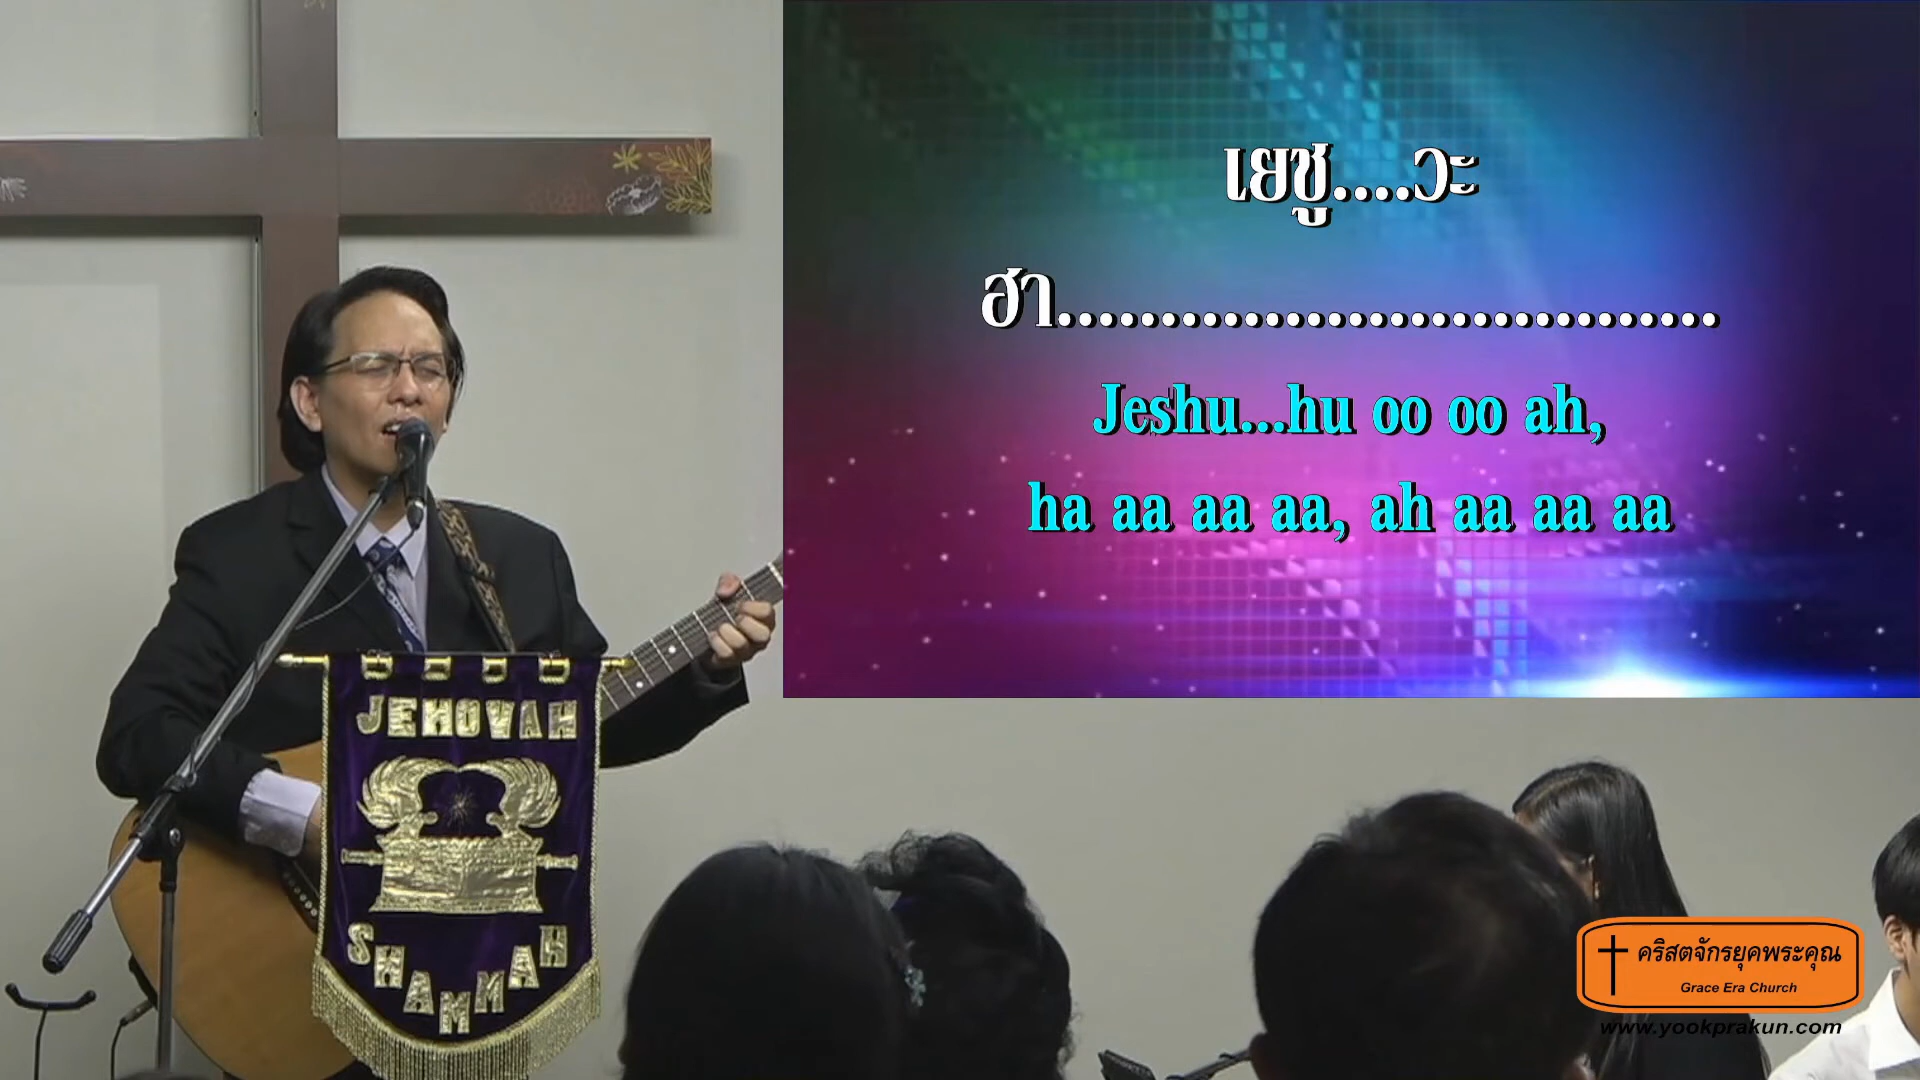 เยชู....วะ
ฮา................................
Jeshu...hu oo oo ah,
ha aa aa aa, ah aa aa aa
JEHOVAH
SHAMMAH
คริสตจักรยุคพระคุณ
Grace Era Church
www.yookprakun.com